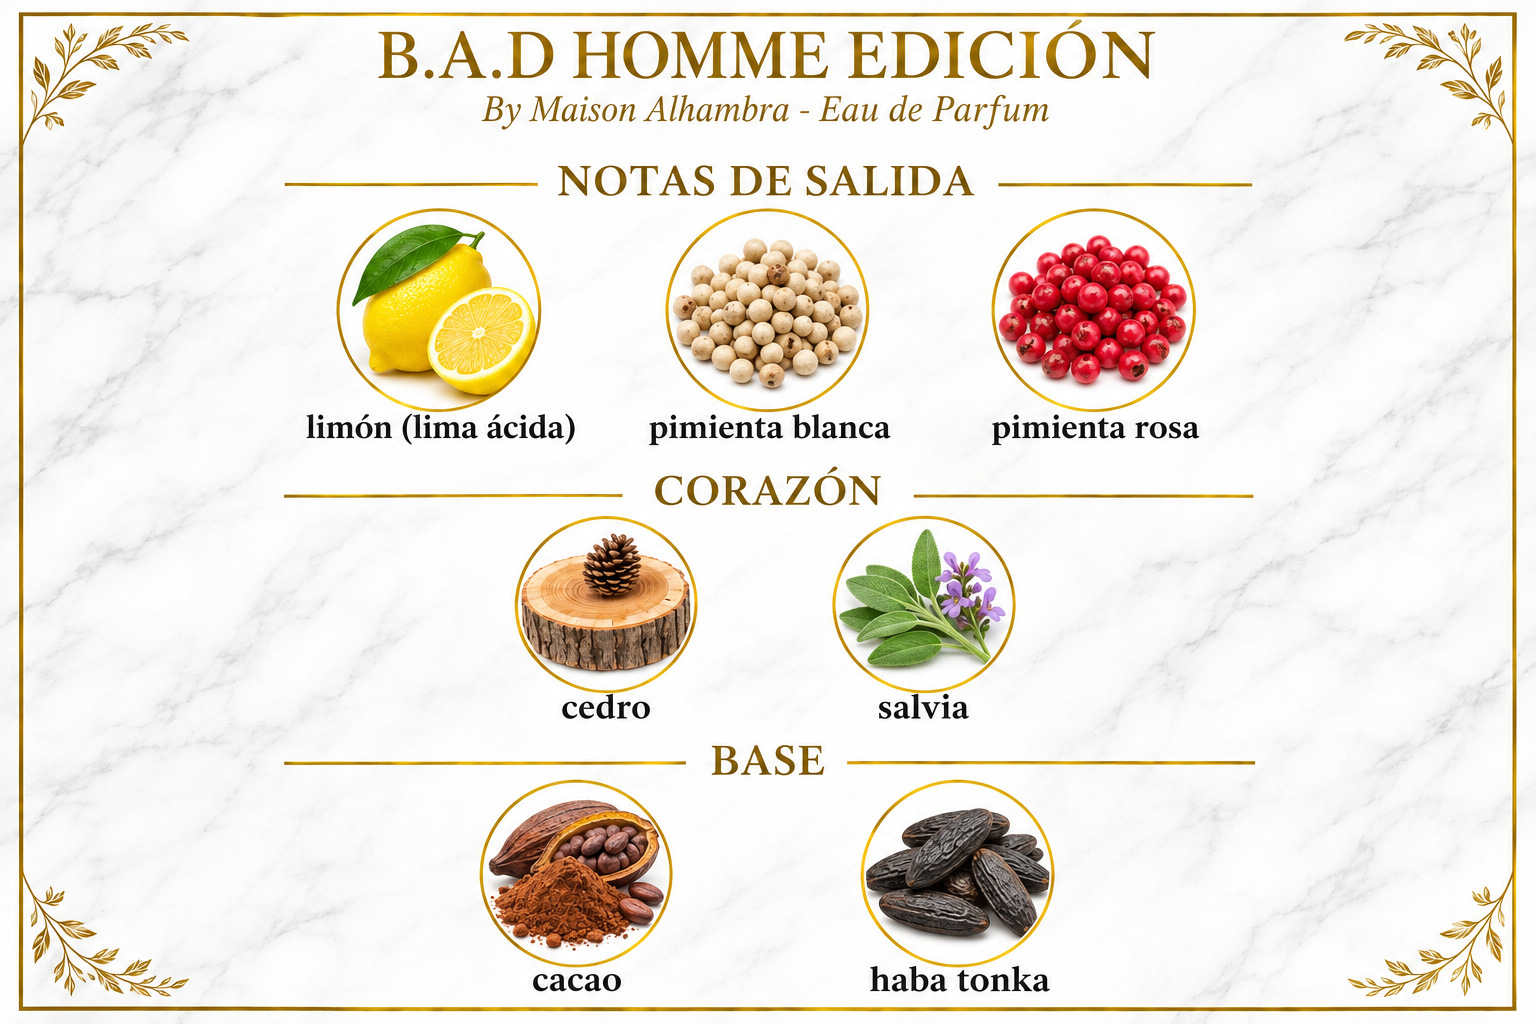 B.A.D HOMME EDICIÓN
By Maison Alhambra - Eau de Parfum
NOTAS DE SALIDA
limón (lima ácida)
pimienta blanca
pimienta rosa
CORAZÓN
cedro
salvia
BASE
cacao
haba tonka